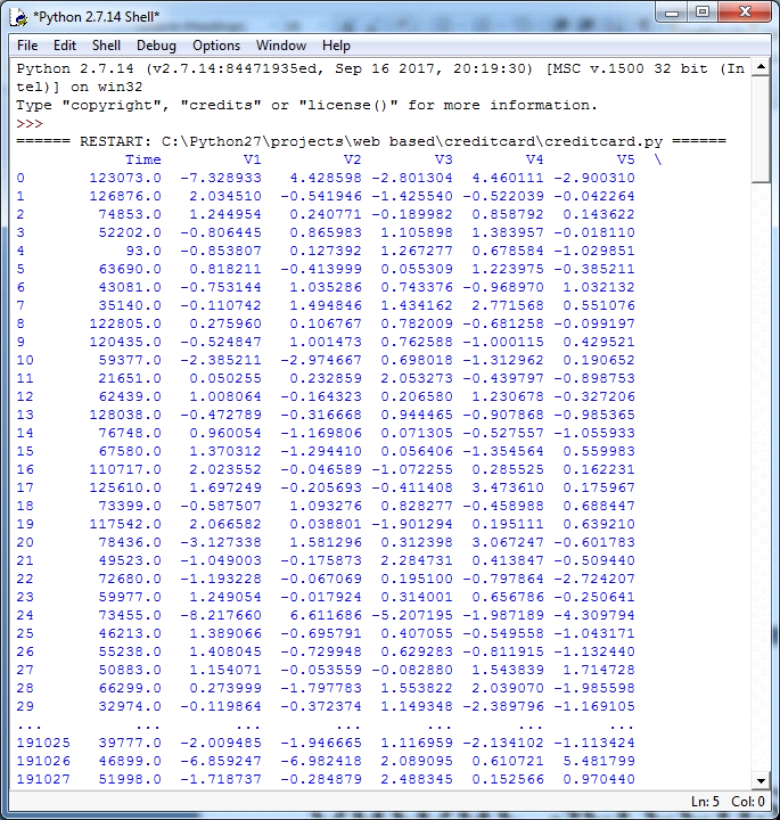 *Python 2.7.14 Shell*
File Edit Shell Debug Options Window Help
Python 2.7.14 (v2.7.14:84471935ed, Sep 16 2017, 20:19:30) [MSC v.1500 32 bit (In
tel)] on win32
Type "copyright", "credits" or "license()" for more information.
>>>
====== RESTART: C:\Python27\projects\web based\creditcard\creditcard.py ======
Time V1 V2 V3 V4 V5 \
0 123073.0 -7.328933 4.428598 -2.801304 4.460111 -2.900310
1 126876.0 2.034510 -0.541946 -1.425540 -0.522039 -0.042264
2 74853.0 1.244954 0.240771 -0.189982 0.858792 0.143622
3 52202.0 -0.806445 0.865983 1.105898 1.383957 -0.018110
4 93.0 -0.853807 0.127392 1.267277 0.678584 -1.029851
5 63690.0 0.818211 -0.413999 0.055309 1.223975 -0.385211
6 43081.0 -0.753144 1.035286 0.743376 -0.968970 1.032132
7 35140.0 -0.110742 1.494846 1.434162 2.771568 0.551076
8 122805.0 0.275960 0.106767 0.782009 -0.681258 -0.099197
9 120435.0 -0.524847 1.001473 0.762588 -1.000115 0.429521
10 59377.0 -2.385211 -2.974667 0.698018 -1.312962 0.190652
11 21651.0 0.050255 0.232859 2.053273 -0.439797 -0.898753
12 62439.0 1.008064 -0.164323 0.206580 1.230678 -0.327206
13 128038.0 -0.472789 -0.316668 0.944465 -0.907868 -0.985365
14 76748.0 0.960054 -1.169806 0.071305 -0.527557 -1.055933
15 67580.0 1.370312 -1.294410 0.056406 -1.354564 0.559983
16 110717.0 2.023552 -0.046589 -1.072255 0.285525 0.162231
17 125610.0 1.697249 -0.205693 -0.411408 3.473610 0.175967
18 73399.0 -0.587507 1.093276 0.828277 -0.458988 0.688447
19 117542.0 2.066582 0.038801 -1.901294 0.195111 0.639210
20 78436.0 -3.127338 1.581296 0.312398 3.067247 -0.601783
21 49523.0 -1.049003 -0.175873 2.284731 0.413847 -0.509440
22 72680.0 -1.193228 -0.067069 0.195100 -0.797864 -2.724207
23 59977.0 1.249054 -0.017924 0.314001 0.656786 -0.250641
24 73455.0 -8.217660 6.611686 -5.207195 -1.987189 -4.309794
25 46213.0 1.389066 -0.695791 0.407055 -0.549558 -1.043171
26 55238.0 1.408045 -0.729948 0.629283 -0.811915 -1.132440
27 50883.0 1.154071 -0.053559 -0.082880 1.543839 1.714728
28 66299.0 0.273999 -1.797783 1.553822 2.039070 -1.985598
29 32974.0 -0.119864 -0.372374 1.149348 -2.389796 -1.169105
... ... ... ... ... ... ...
191025 39777.0 -2.009485 -1.946665 1.116959 -2.134102 -1.113424
191026 46899.0 -6.859247 -6.982418 2.089095 0.610721 5.481799
191027 51998.0 -1.718737 -0.284879 2.488345 0.152566 0.970440
Ln: 5 Col: 0